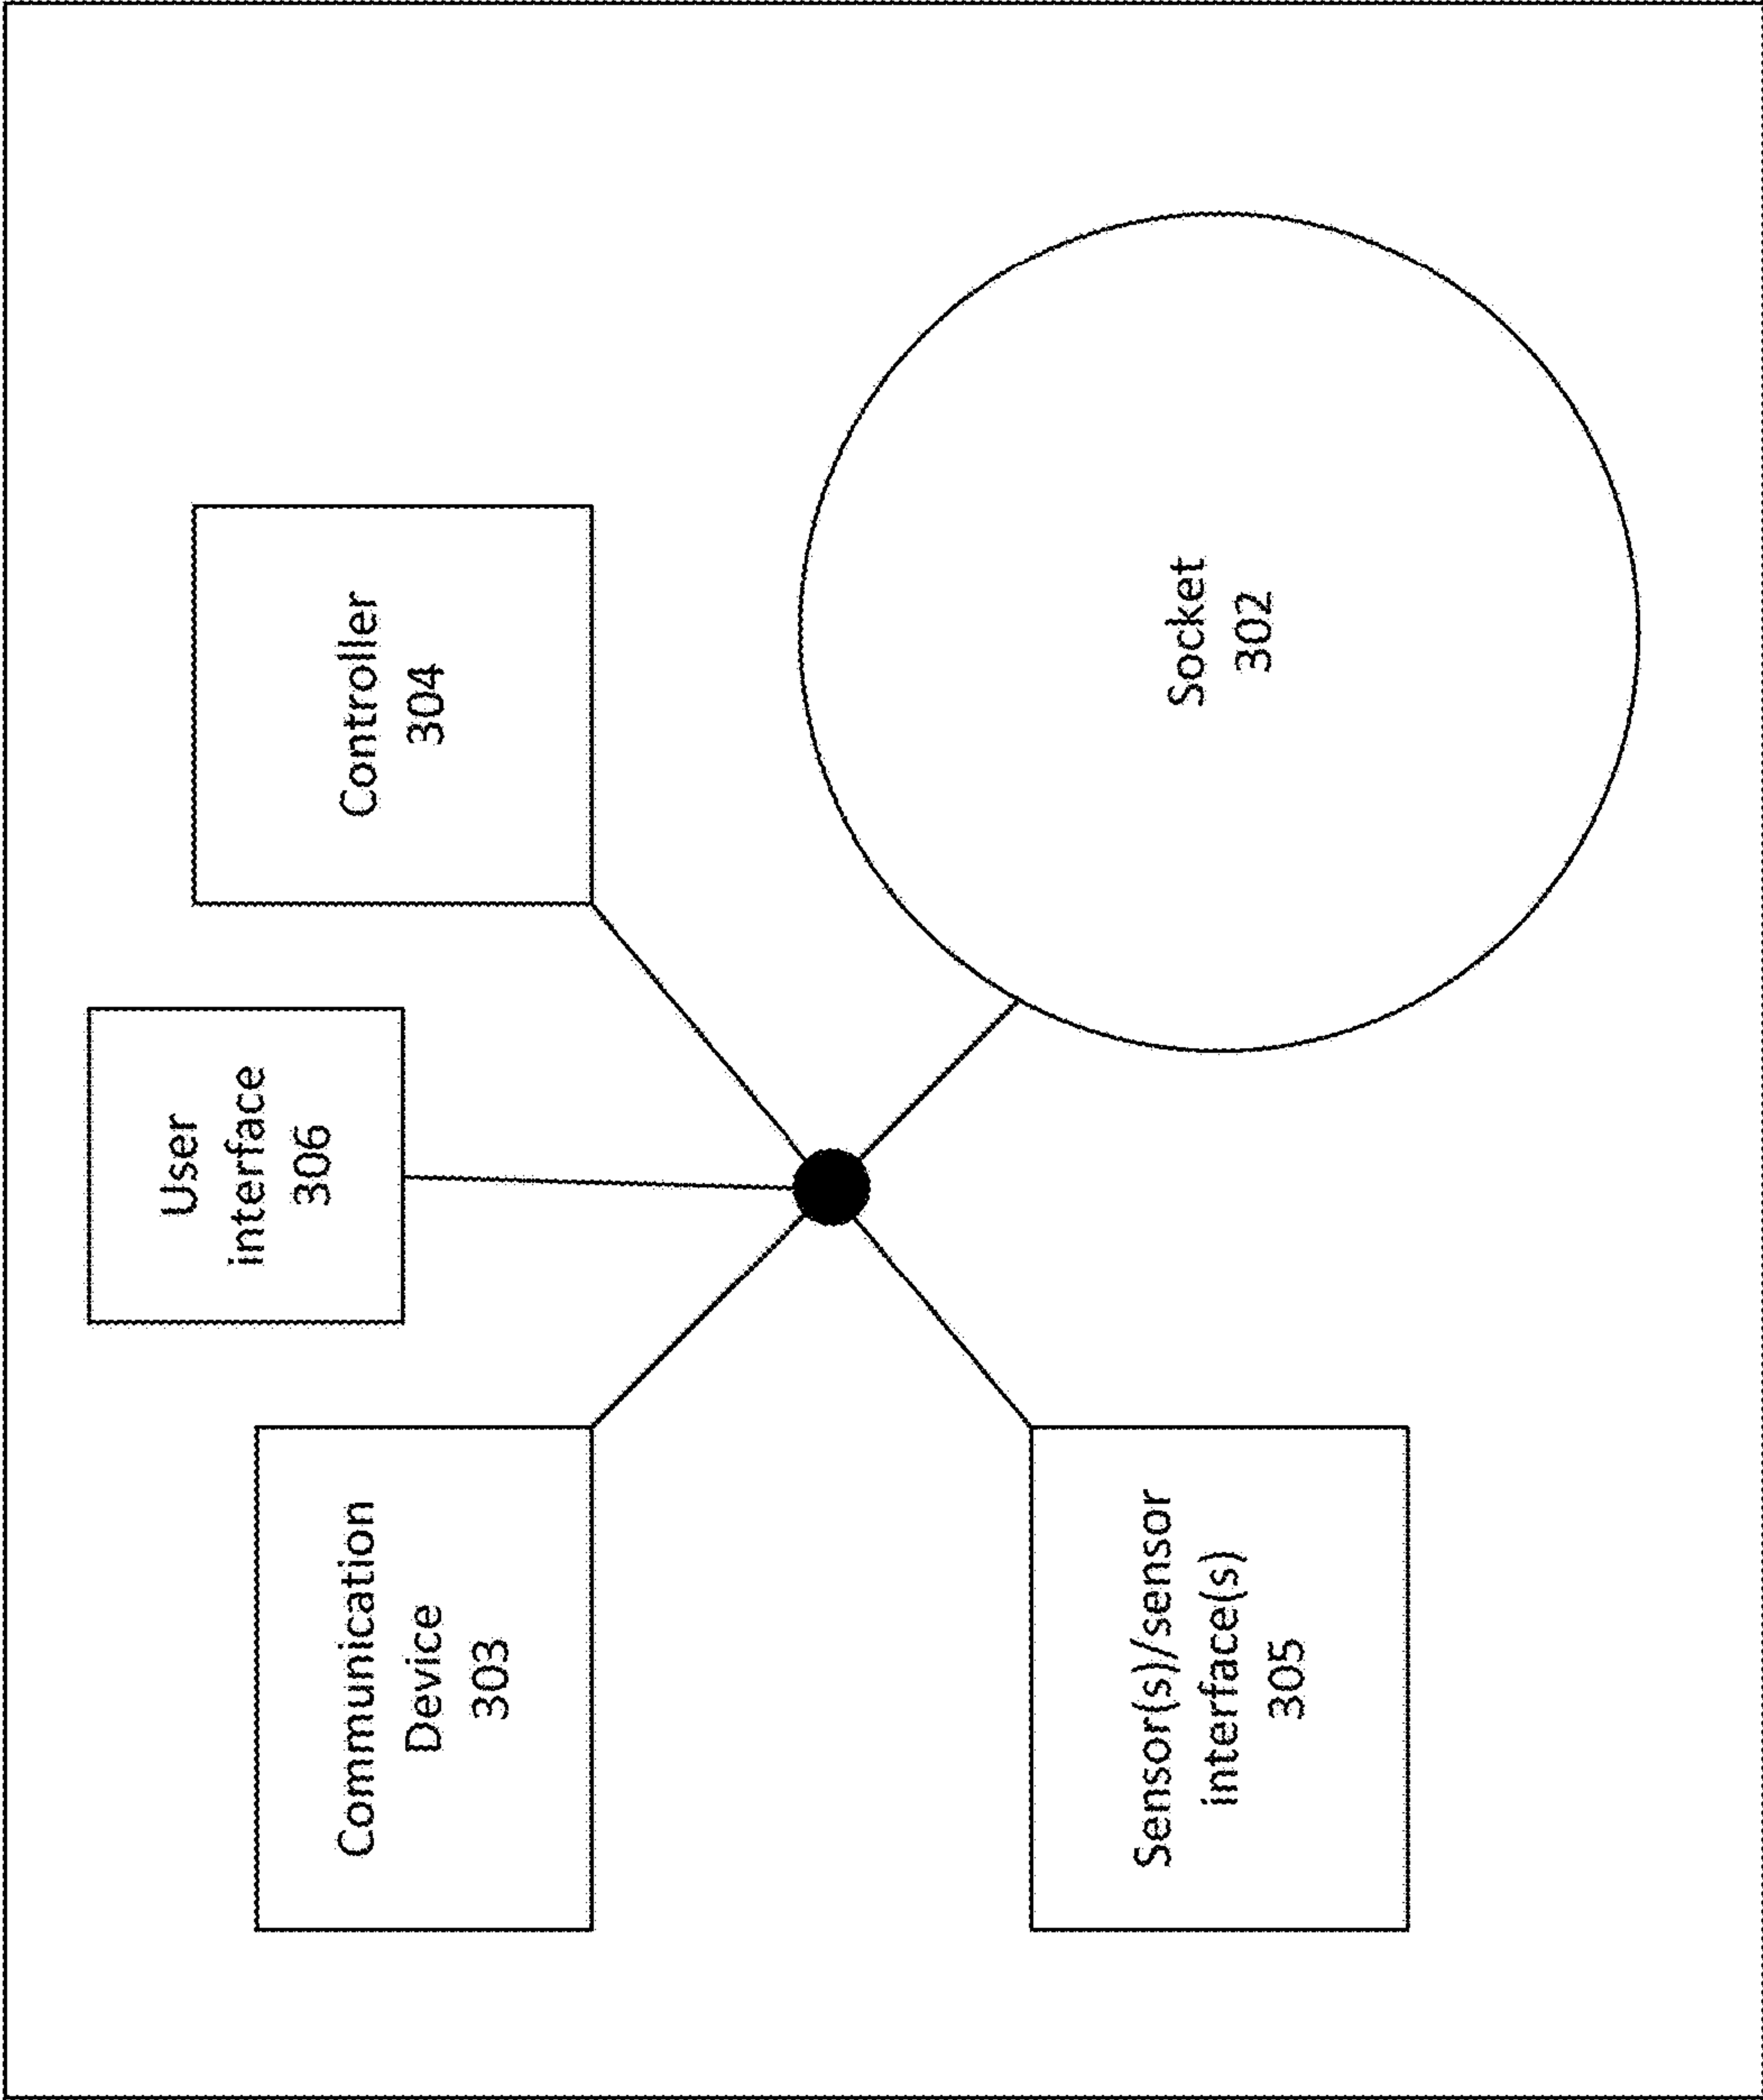 User
interface
306
Communication
Device
303
Controller
304
Sensor(s)/sensor
interface(s)
305
Socket
302